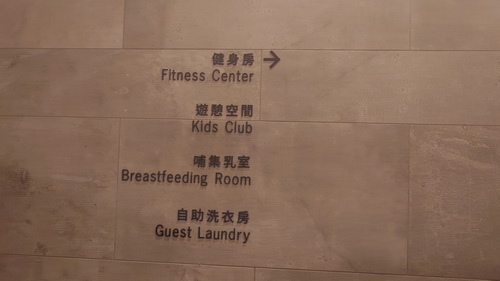 健身房 →
Fitness Center
遊憩空間
Kids Club
哺集乳室
Breastfeeding Room
自助洗衣房
Guest Laundry